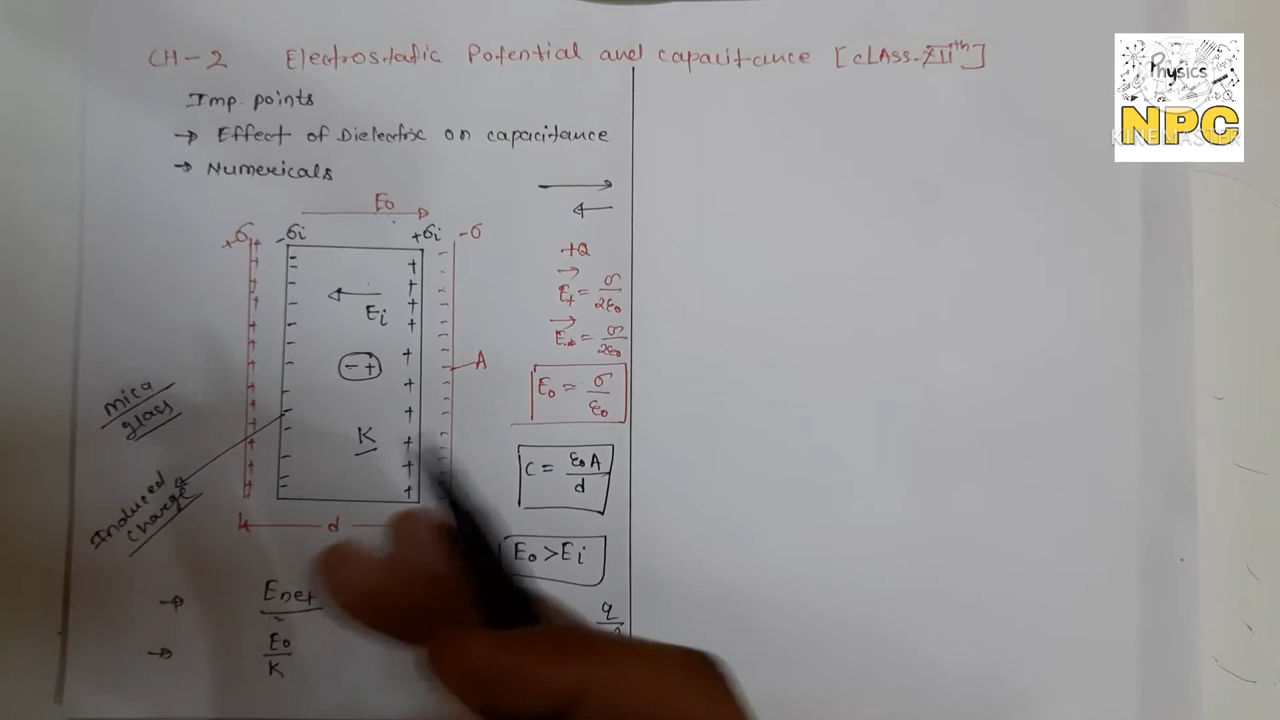 CH-2 Electrostatic Potential and capacitance [cLAss-XIIth]
Imp. points
→ Effect of Dielectric on capacitance
→ Numericals
E₀
+σ -σi +σi -σ
Ei
- +
A
K
d
mica
glass
Induced
charge
→ Enet
→ E₀/K
+Q
E₊ = σ/2ε₀
= σ/2ε₀
E₀ = σ/ε₀
C = ε₀A/d
E₀ > Ei
q
Physics
NPC
KINEMASTER